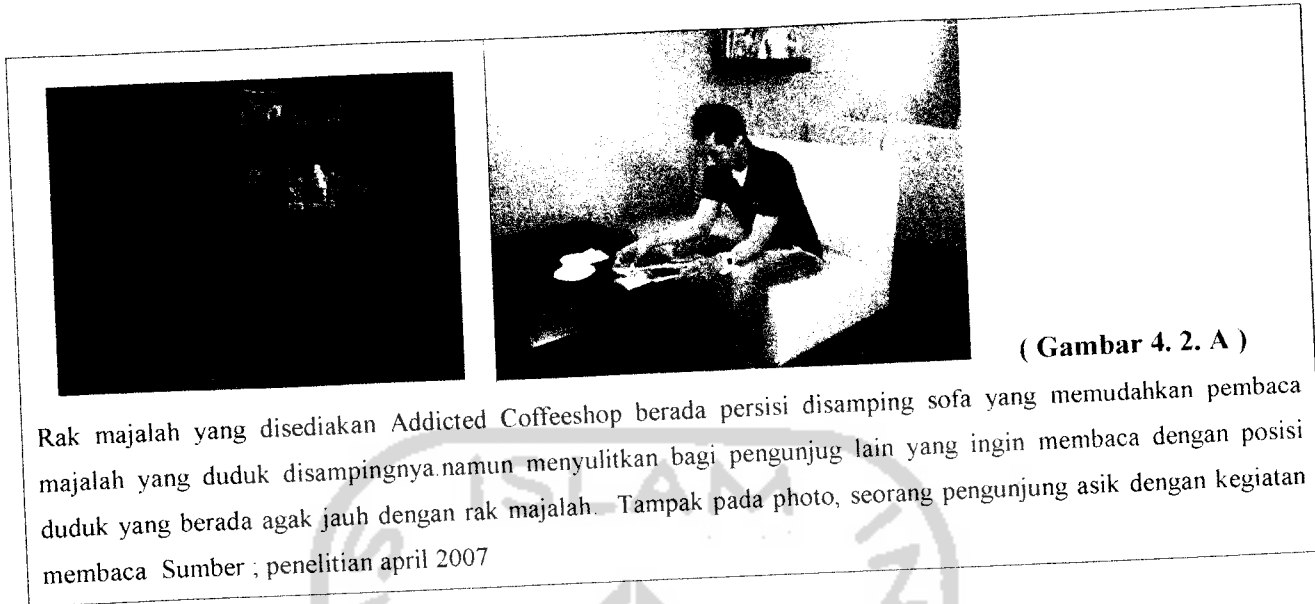 ( Gambar 4. 2. A )
Rak majalah yang disediakan Addicted Coffeeshop berada persisi disamping sofa yang memudahkan pembaca
majalah yang duduk disampingnya.namun menyulitkan bagi pengunjug lain yang ingin membaca dengan posisi
duduk yang berada agak jauh dengan rak majalah. Tampak pada photo, seorang pengunjung asik dengan kegiatan
membaca Sumber ; penelitian april 2007
ISLAM IN